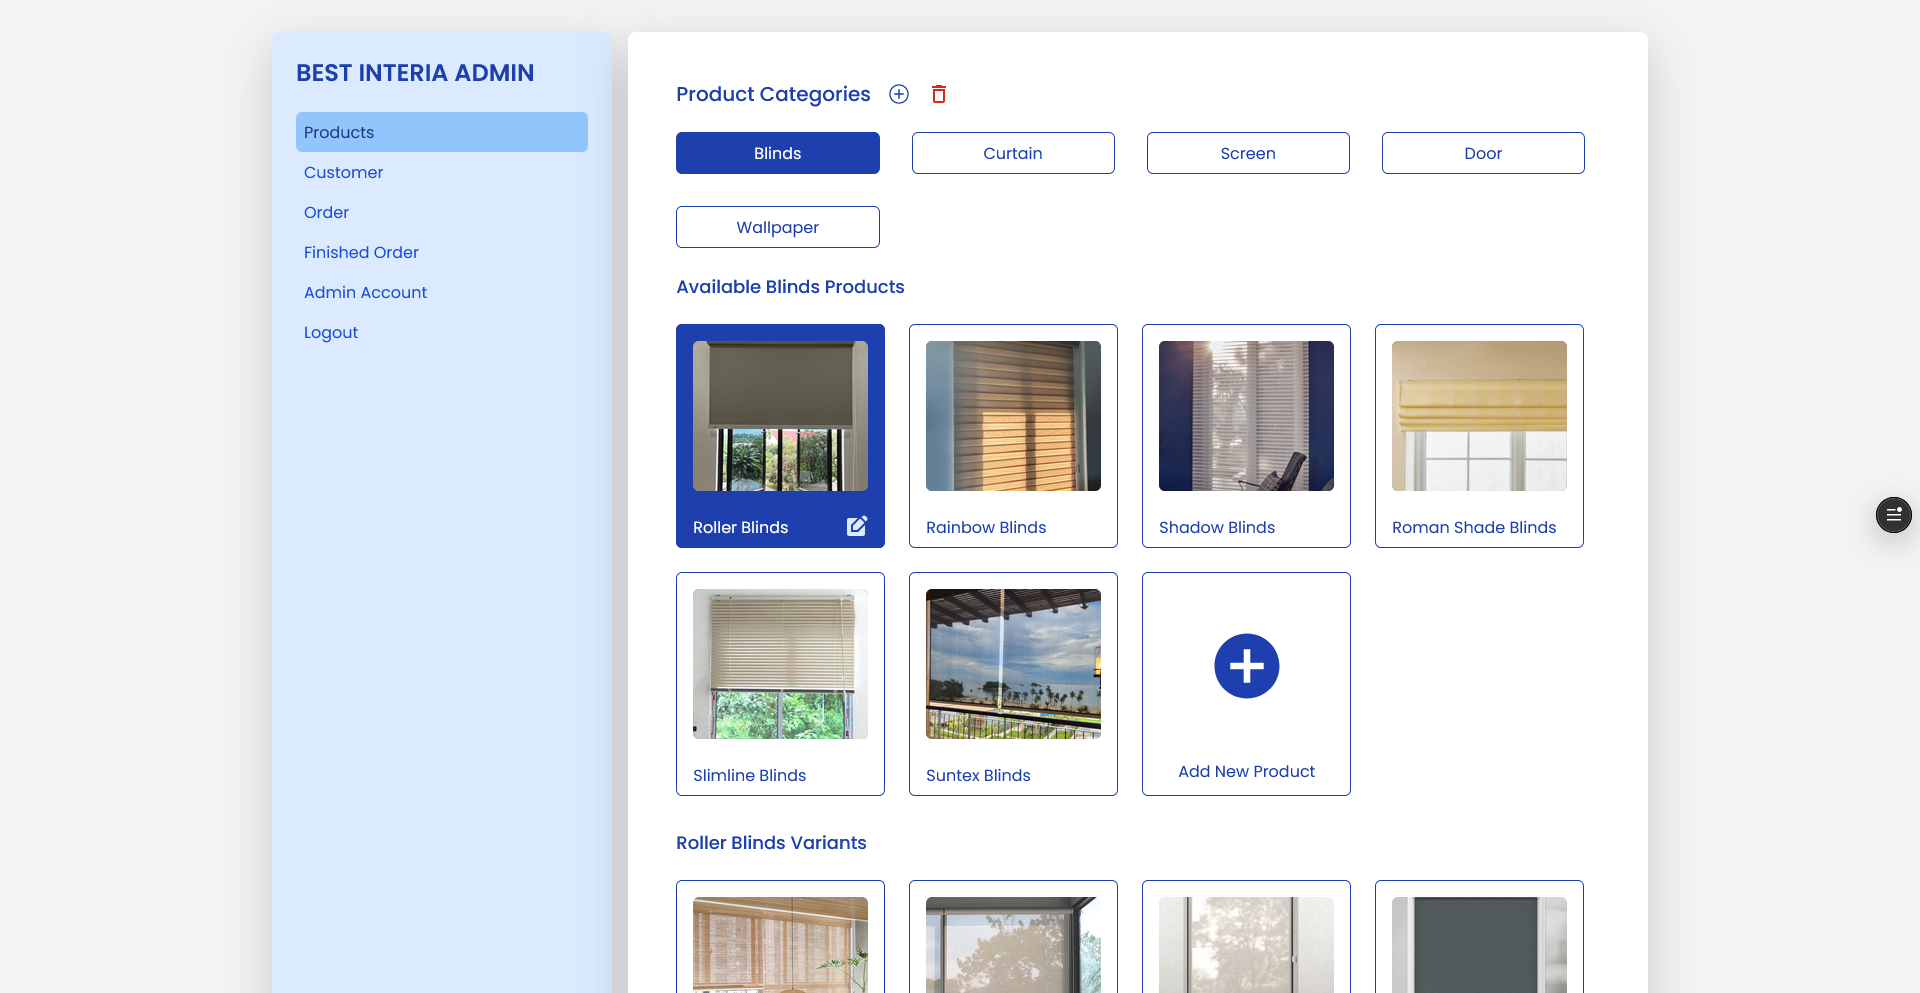 BEST INTERIA ADMIN
Products
Customer
Order
Finished Order
Admin Account
Logout
Product Categories
Blinds
Curtain
Screen
Door
Wallpaper
Available Blinds Products
Roller Blinds
Rainbow Blinds
Shadow Blinds
Roman Shade Blinds
Slimline Blinds
Suntex Blinds
Add New Product
Roller Blinds Variants